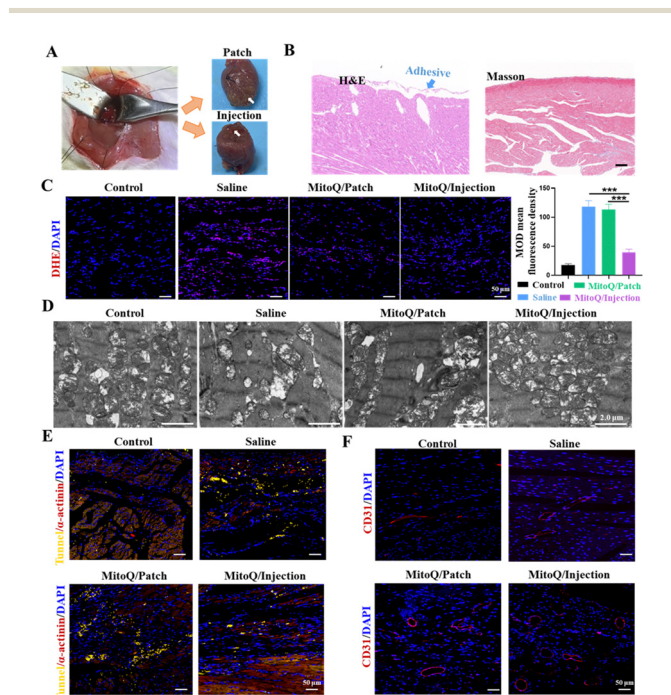 A
Patch
Injection
B
H&E
Adhesive
Masson
C
Control
Saline
MitoQ/Patch
MitoQ/Injection
DHE/DAPI
50 μm
MOD mean
fluorescence density
150
100
50
0
***
***
Control
MitoQ/Patch
Saline
MitoQ/Injection
D
Control
Saline
MitoQ/Patch
MitoQ/Injection
2.0 μm
E
Control
Saline
Tunnel/α-actinin/DAPI
MitoQ/Patch
MitoQ/Injection
unnel/α-actinin/DAPI
50 μm
F
Control
Saline
CD31/DAPI
MitoQ/Patch
MitoQ/Injection
CD31/DAPI
50 μm